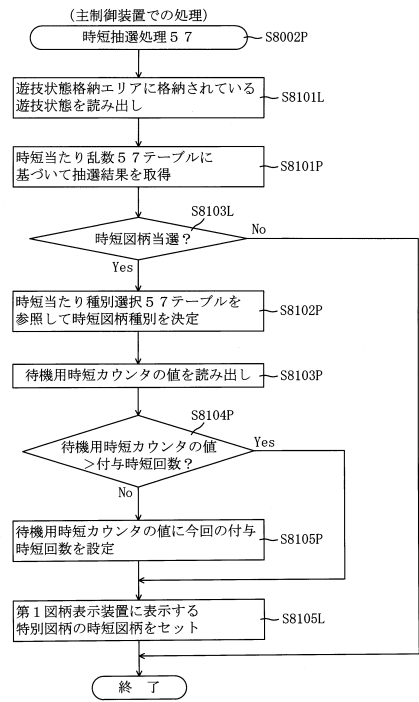 （主制御装置での処理）
時短抽選処理５７
S8002P
遊技状態格納エリアに格納されている
遊技状態を読み出し
S8101L
時短当たり乱数５７テーブルに
基づいて抽選結果を取得
S8101P
S8103L
時短図柄当選？
No
Yes
時短当たり種別選択５７テーブルを
参照して時短図柄種別を決定
S8102P
待機用時短カウンタの値を読み出し
S8103P
S8104P
待機用時短カウンタの値
＞付与時短回数？
Yes
No
待機用時短カウンタの値に今回の付与
時短回数を設定
S8105P
第１図柄表示装置に表示する
特別図柄の時短図柄をセット
S8105L
終 了